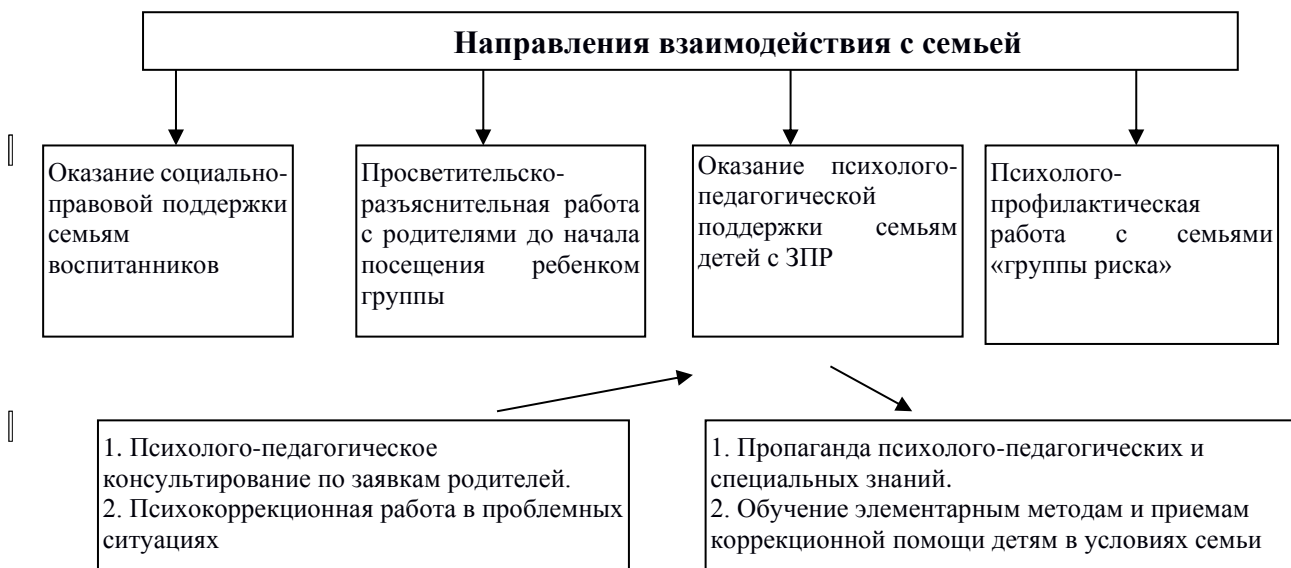 Направления взаимодействия с семьей
Оказание социально-
правовой поддержки
семьям
воспитанников
Просветительско-
разъяснительная работа
с родителями до начала
посещения ребенком
группы
Оказание психолого-
педагогической
поддержки семьям
детей с ЗПР
Психолого-
профилактическая
работа с семьями
«группы риска»
1. Психолого-педагогическое
консультирование по заявкам родителей.
2. Психокоррекционная работа в проблемных
ситуациях
1. Пропаганда психолого-педагогических и
специальных знаний.
2. Обучение элементарным методам и приемам
коррекционной помощи детям в условиях семьи